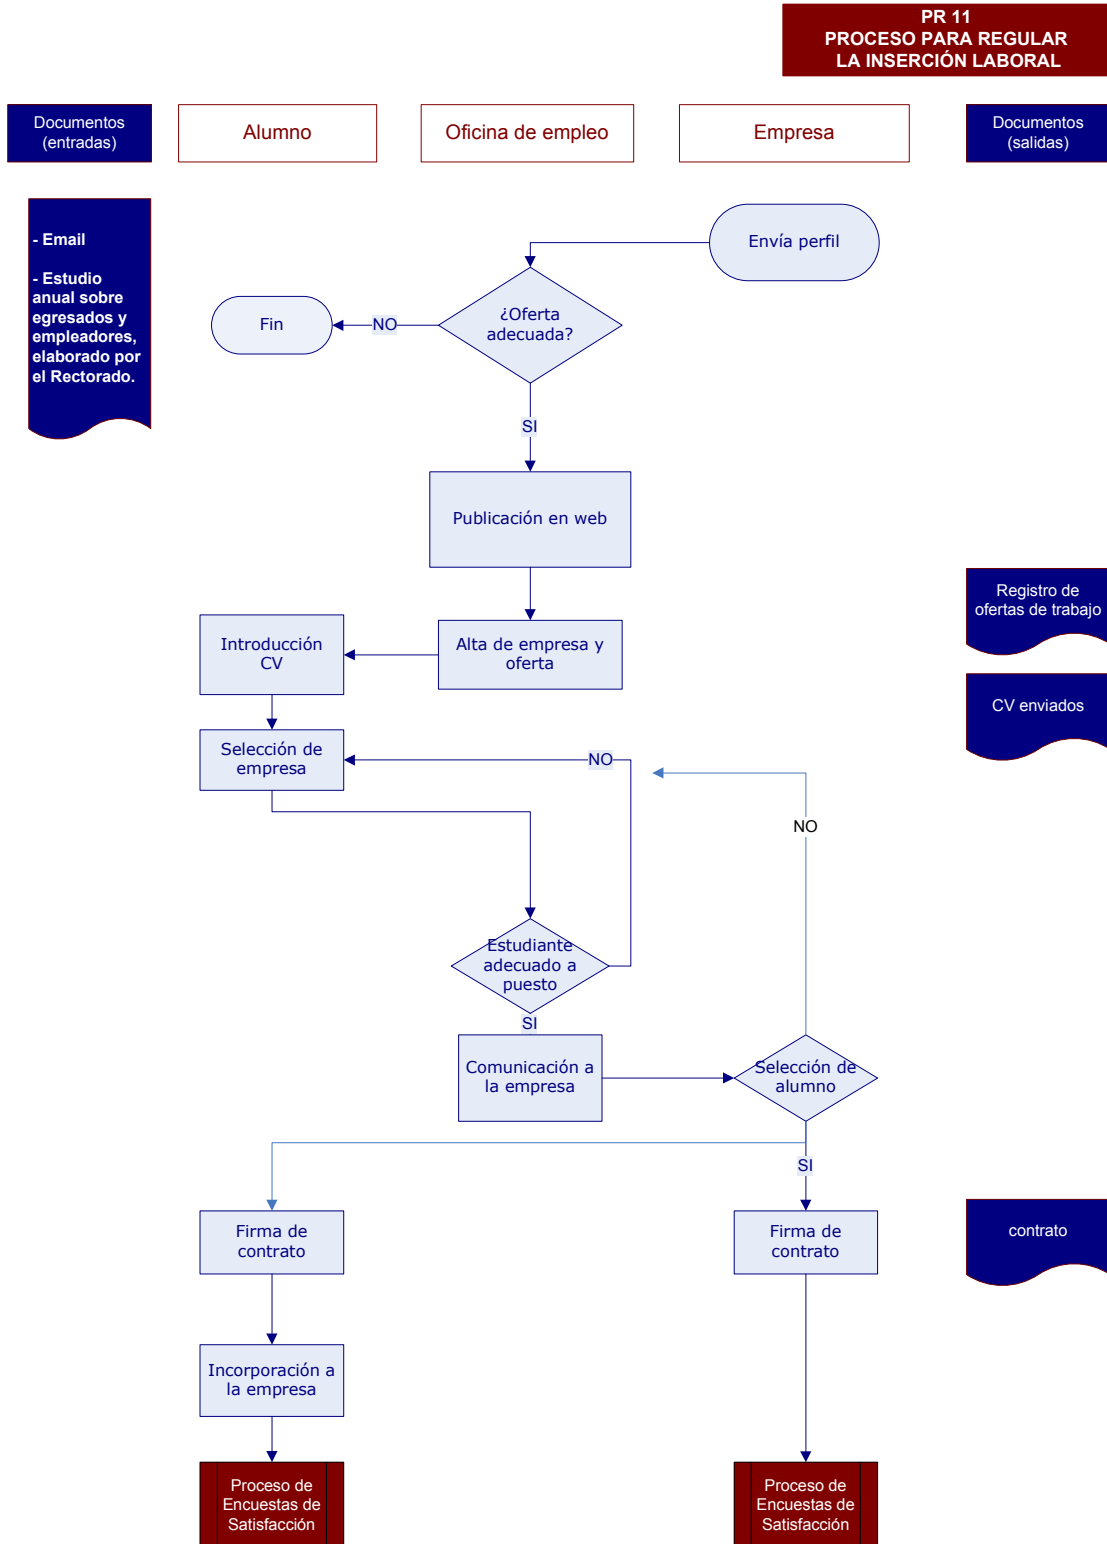 PR 11
PROCESO PARA REGULAR
LA INSERCIÓN LABORAL
Documentos
(entradas)
Alumno
Oficina de empleo
Empresa
Documentos
(salidas)
- Email
- Estudio
anual sobre
egresados y
empleadores,
elaborado por
el Rectorado.
Envía perfil
¿Oferta
adecuada?
NO
Fin
SI
Publicación en web
Registro de
ofertas de trabajo
Introducción
CV
Alta de empresa y
oferta
CV enviados
Selección de
empresa
NO
NO
Estudiante
adecuado a
puesto
SI
Comunicación a
la empresa
Selección de
alumno
SI
Firma de
contrato
Firma de
contrato
contrato
Incorporación a
la empresa
Proceso de
Encuestas de
Satisfacción
Proceso de
Encuestas de
Satisfacción